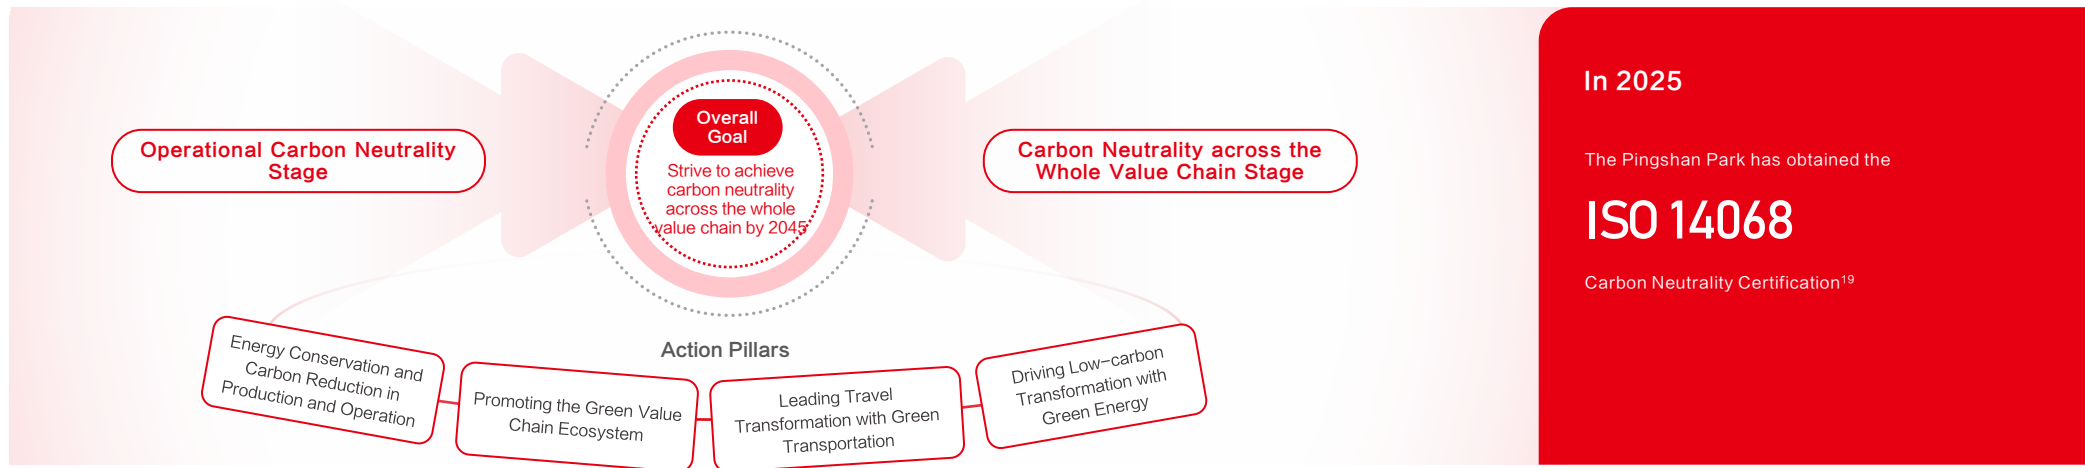 Operational Carbon Neutrality
Stage
Overall
Goal
Strive to achieve
carbon neutrality
across the whole
value chain by 2045
Carbon Neutrality across the
Whole Value Chain Stage
Action Pillars
Energy Conservation and
Carbon Reduction in
Production and Operation
Promoting the Green Value
Chain Ecosystem
Leading Travel
Transformation with Green
Transportation
Driving Low-carbon
Transformation with
Green Energy
In 2025
The Pingshan Park has obtained the
ISO 14068
Carbon Neutrality Certification¹⁹